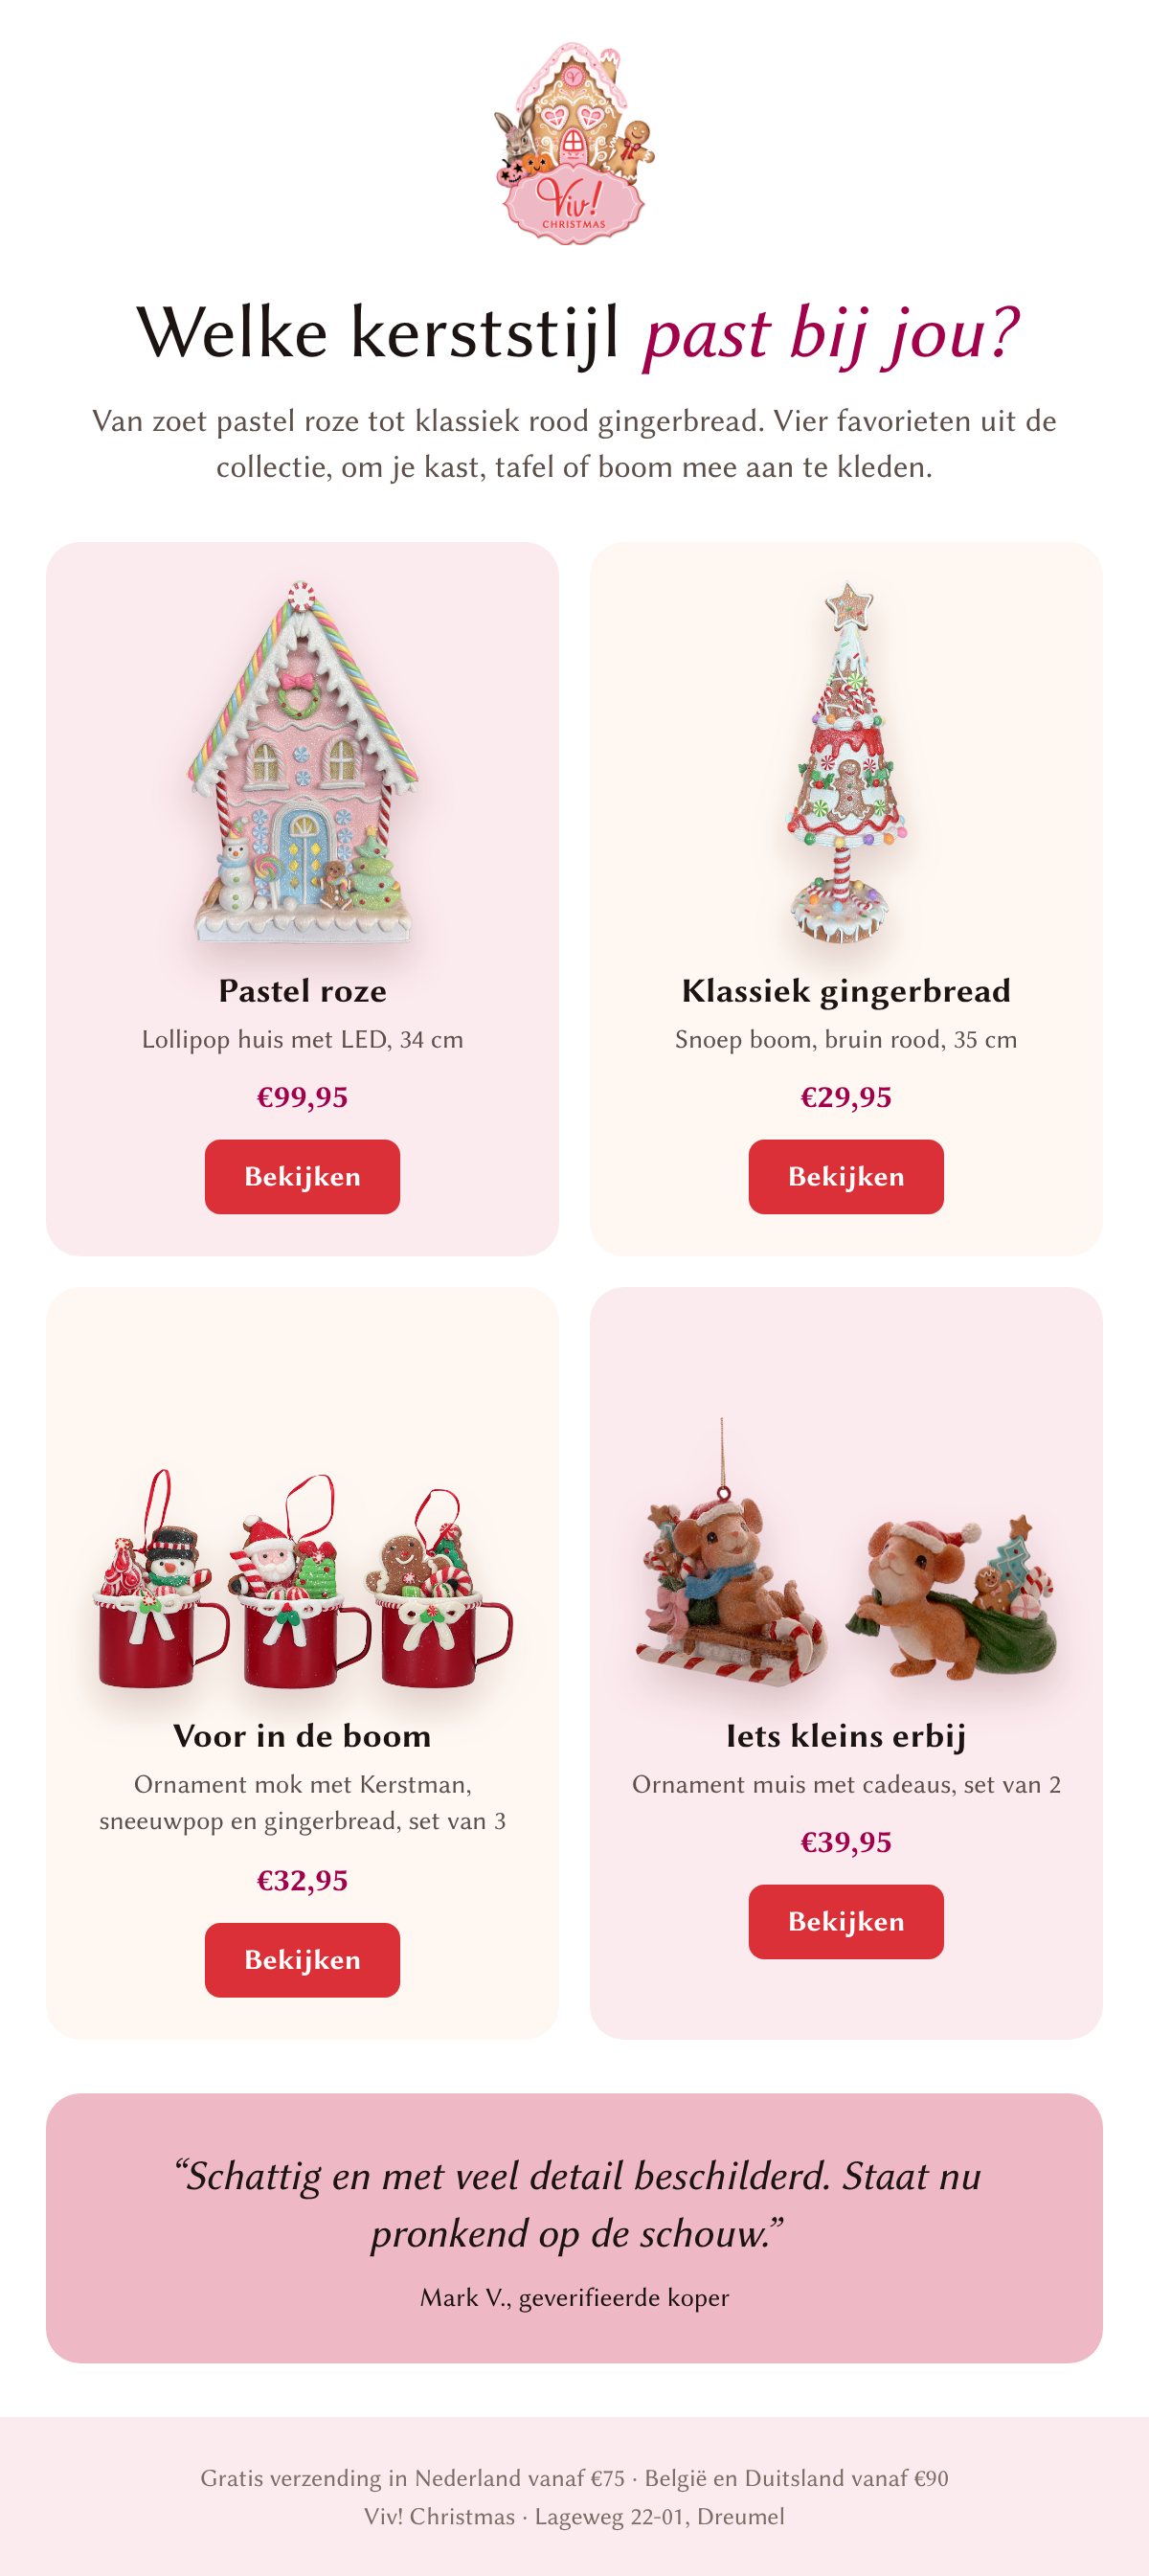 Viv!
CHRISTMAS
Welke kerststijl past bij jou?
Van zoet pastel roze tot klassiek rood gingerbread. Vier favorieten uit de
collectie, om je kast, tafel of boom mee aan te kleden.
Pastel roze
Lollipop huis met LED, 34 cm
€99,95
Bekijken
Klassiek gingerbread
Snoep boom, bruin rood, 35 cm
€29,95
Bekijken
Voor in de boom
Ornament mok met Kerstman,
sneeuwpop en gingerbread, set van 3
€32,95
Bekijken
Iets kleins erbij
Ornament muis met cadeaus, set van 2
€39,95
Bekijken
“Schattig en met veel detail beschilderd. Staat nu
pronkend op de schouw.”
Mark V., geverifieerde koper
Gratis verzending in Nederland vanaf €75 · België en Duitsland vanaf €90
Viv! Christmas · Lageweg 22-01, Dreumel